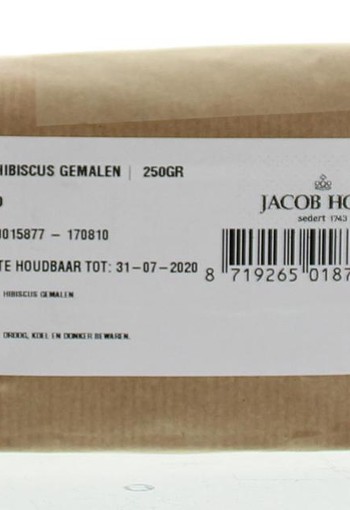 HIBISCUS GEMALEN | 250GR
JACOB HO
sedert 1743
0015877 – 170810
TE HOUDBAAR TOT: 31-07-2020
8 719265 0187
HIBISCUS GEMALEN
DROOG, KOEL EN DONKER BEWAREN.